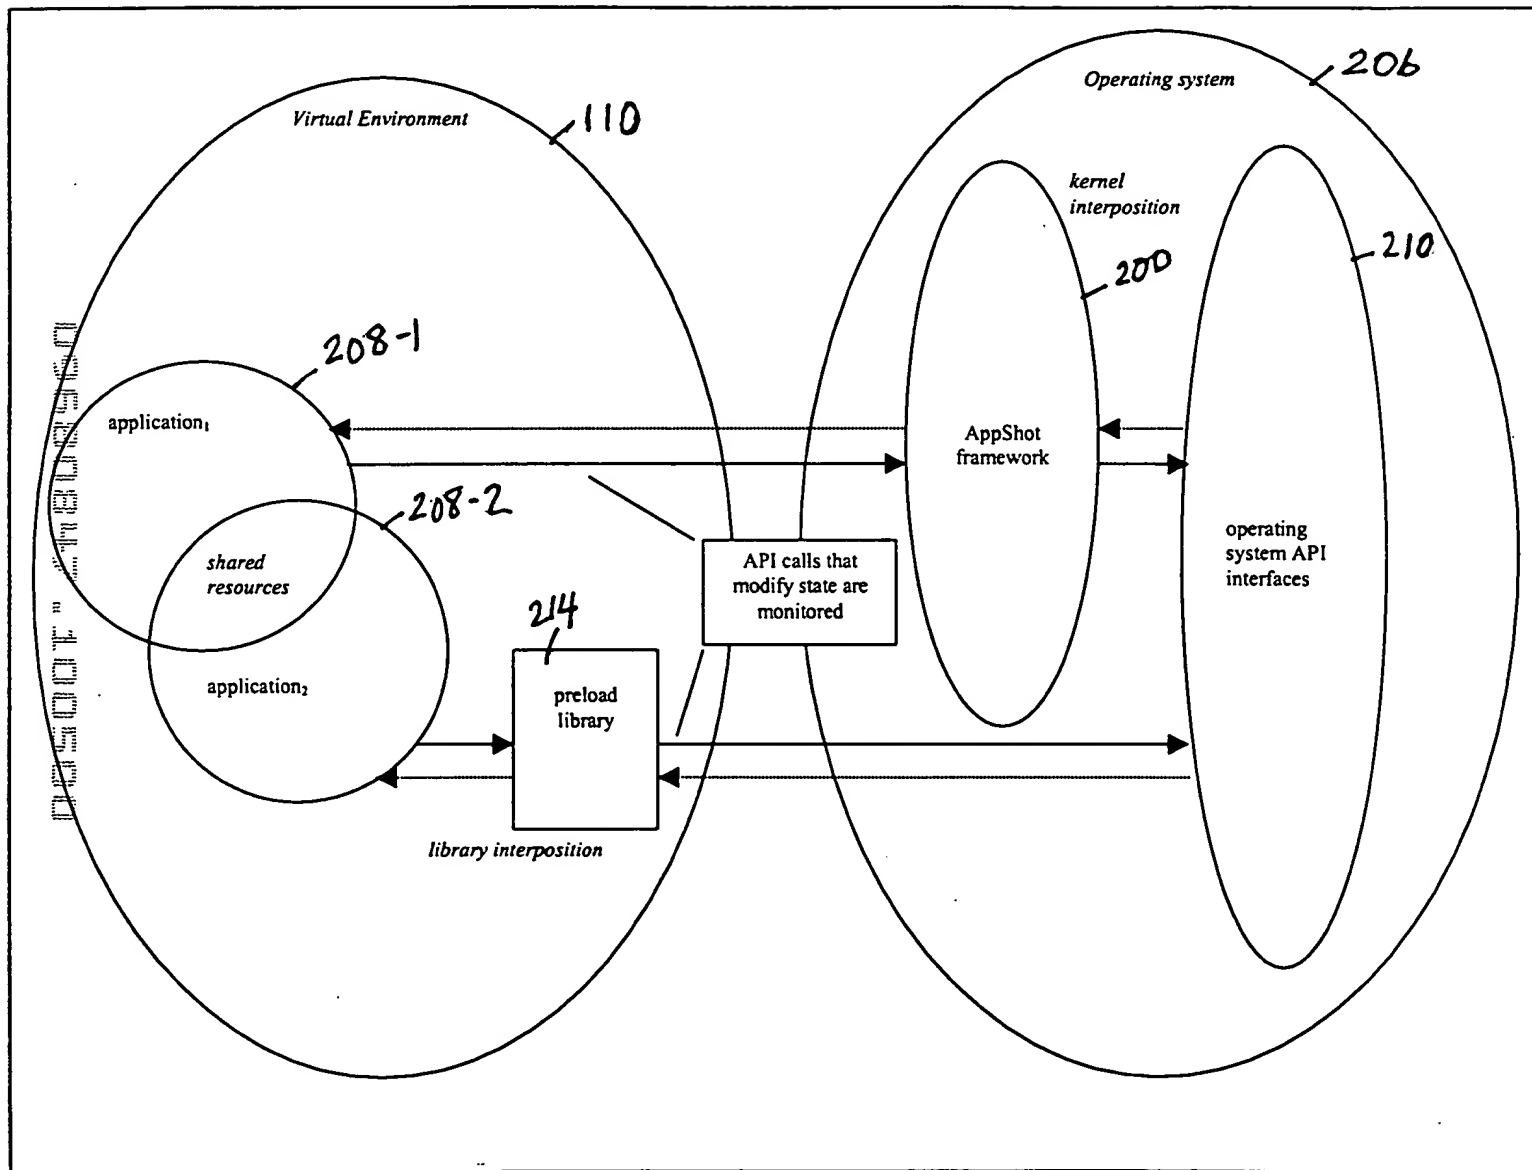 Operating system
206
Virtual Environment
110
kernel
interposition
200
210
208-1
application₁
AppShot
framework
208-2
shared
resources
API calls that
modify state are
monitored
operating
system API
interfaces
214
preload
library
application₂
library interposition